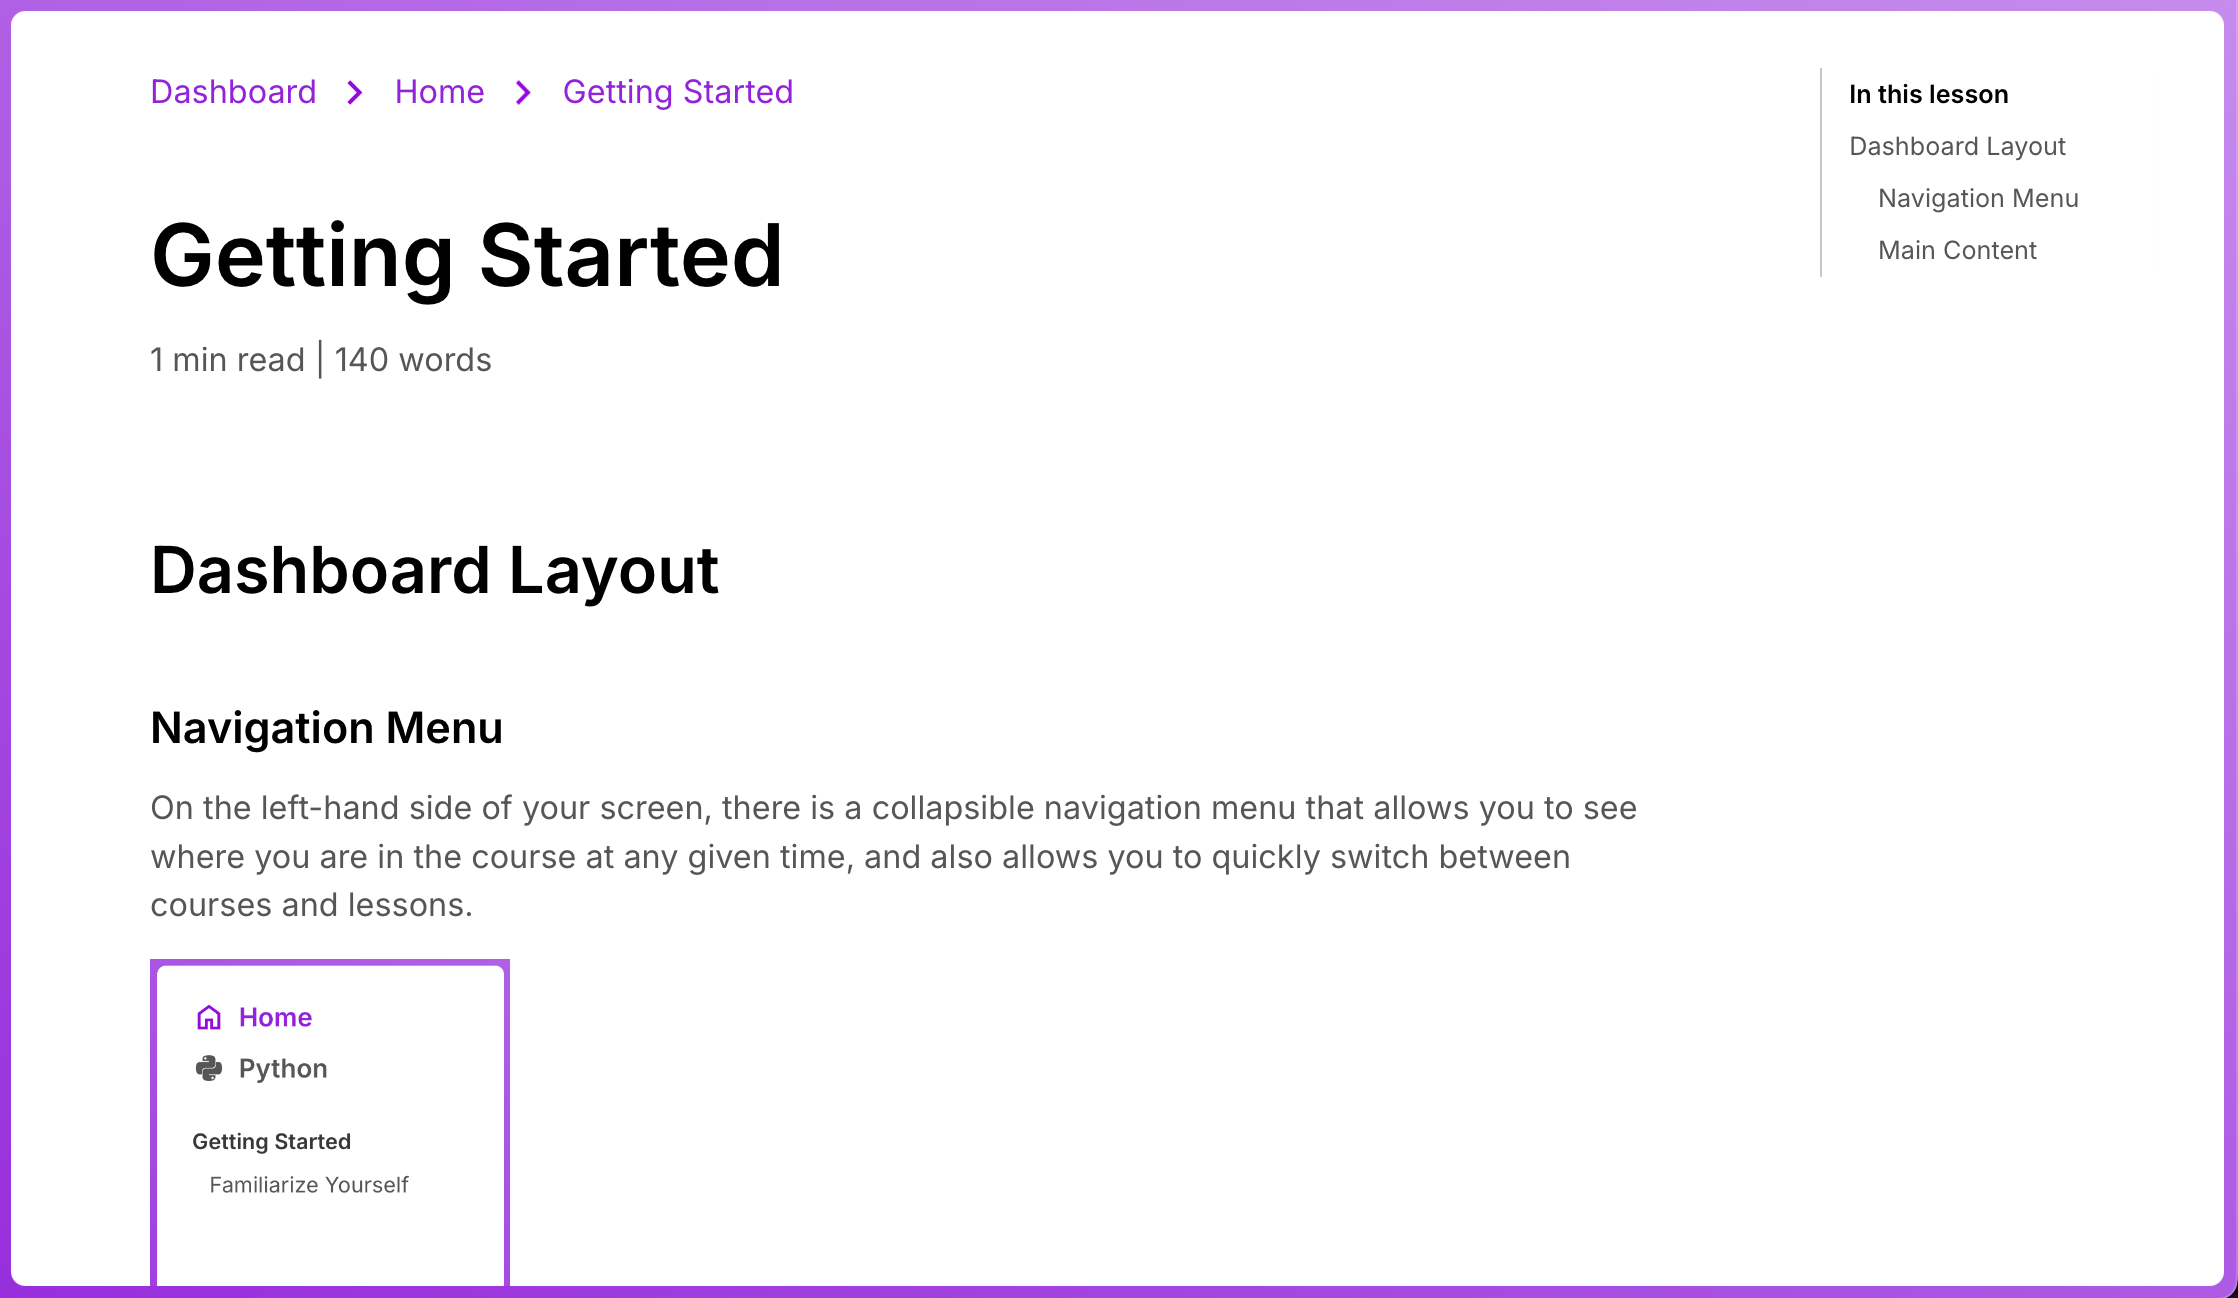 Dashboard > Home > Getting Started
Getting Started
1 min read | 140 words
Dashboard Layout
Navigation Menu
On the left-hand side of your screen, there is a collapsible navigation menu that allows you to see
where you are in the course at any given time, and also allows you to quickly switch between
courses and lessons.
Home
Python
Getting Started
Familiarize Yourself
In this lesson
Dashboard Layout
Navigation Menu
Main Content